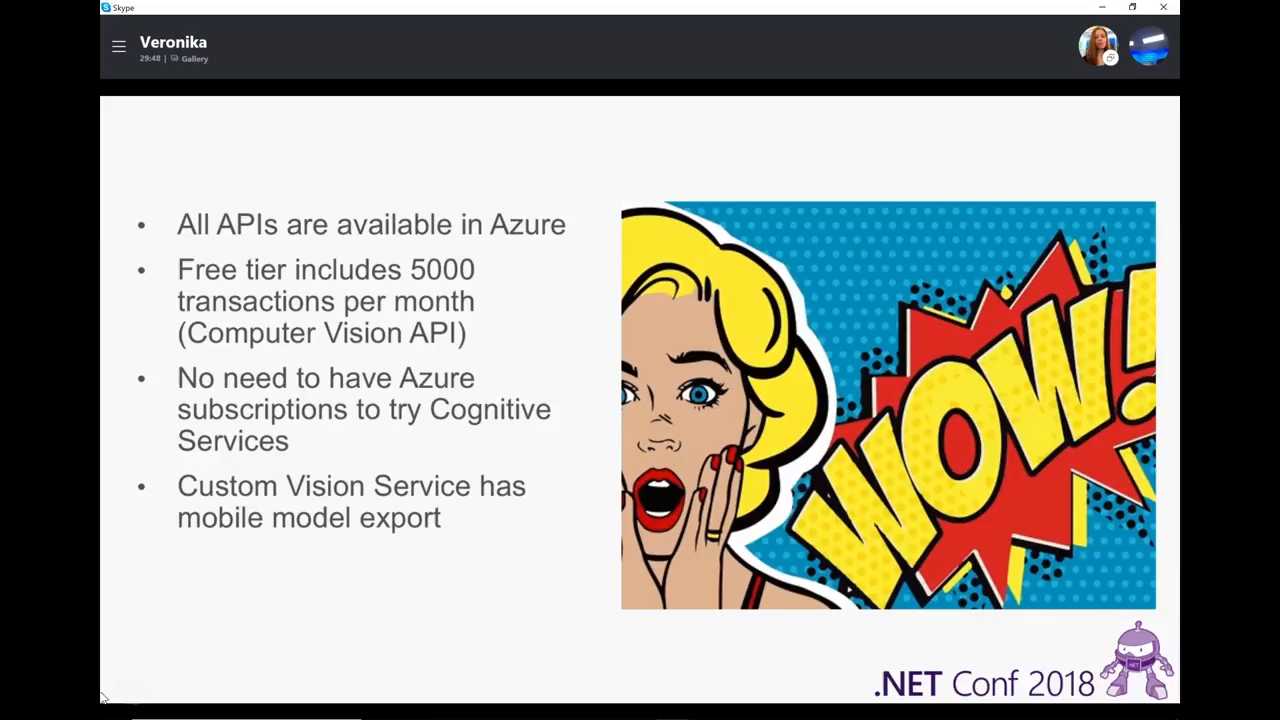 Skype
Veronika
29:48 | Gallery
• All APIs are available in Azure
• Free tier includes 5000
transactions per month
(Computer Vision API)
• No need to have Azure
subscriptions to try Cognitive
Services
• Custom Vision Service has
mobile model export
WOW!
.NET Conf 2018
.NET